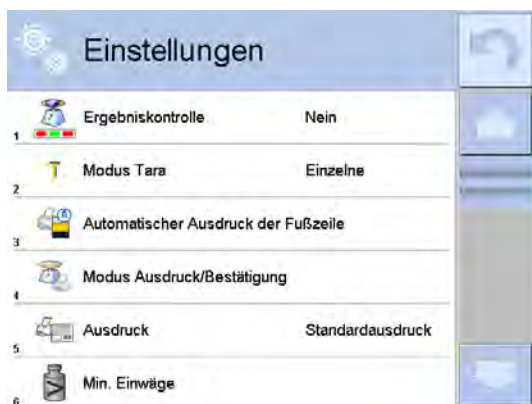 Einstellungen
1 Ergebniskontrolle Nein
2 Modus Tara Einzelne
3 Automatischer Ausdruck der Fußzeile
4 Modus Ausdruck/Bestätigung
5 Ausdruck Standardausdruck
6 Min. Einwäge